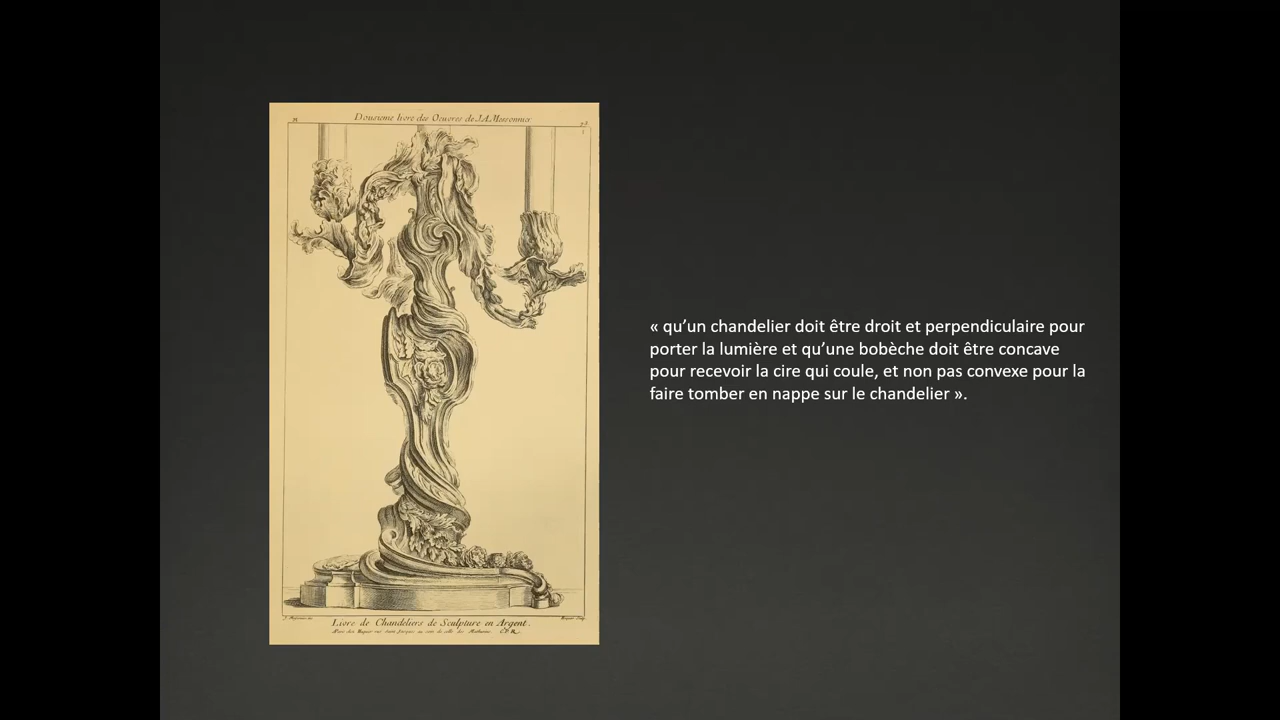 Dousieme livre des Oeuvres de J.A. Messonnier
« qu’un chandelier doit être droit et perpendiculaire pour
porter la lumière et qu’une bobèche doit être concave
pour recevoir la cire qui coule, et non pas convexe pour la
faire tomber en nappe sur le chandelier ».
Livre de Chandeliers de Sculpture en Argent.
C.P.R.